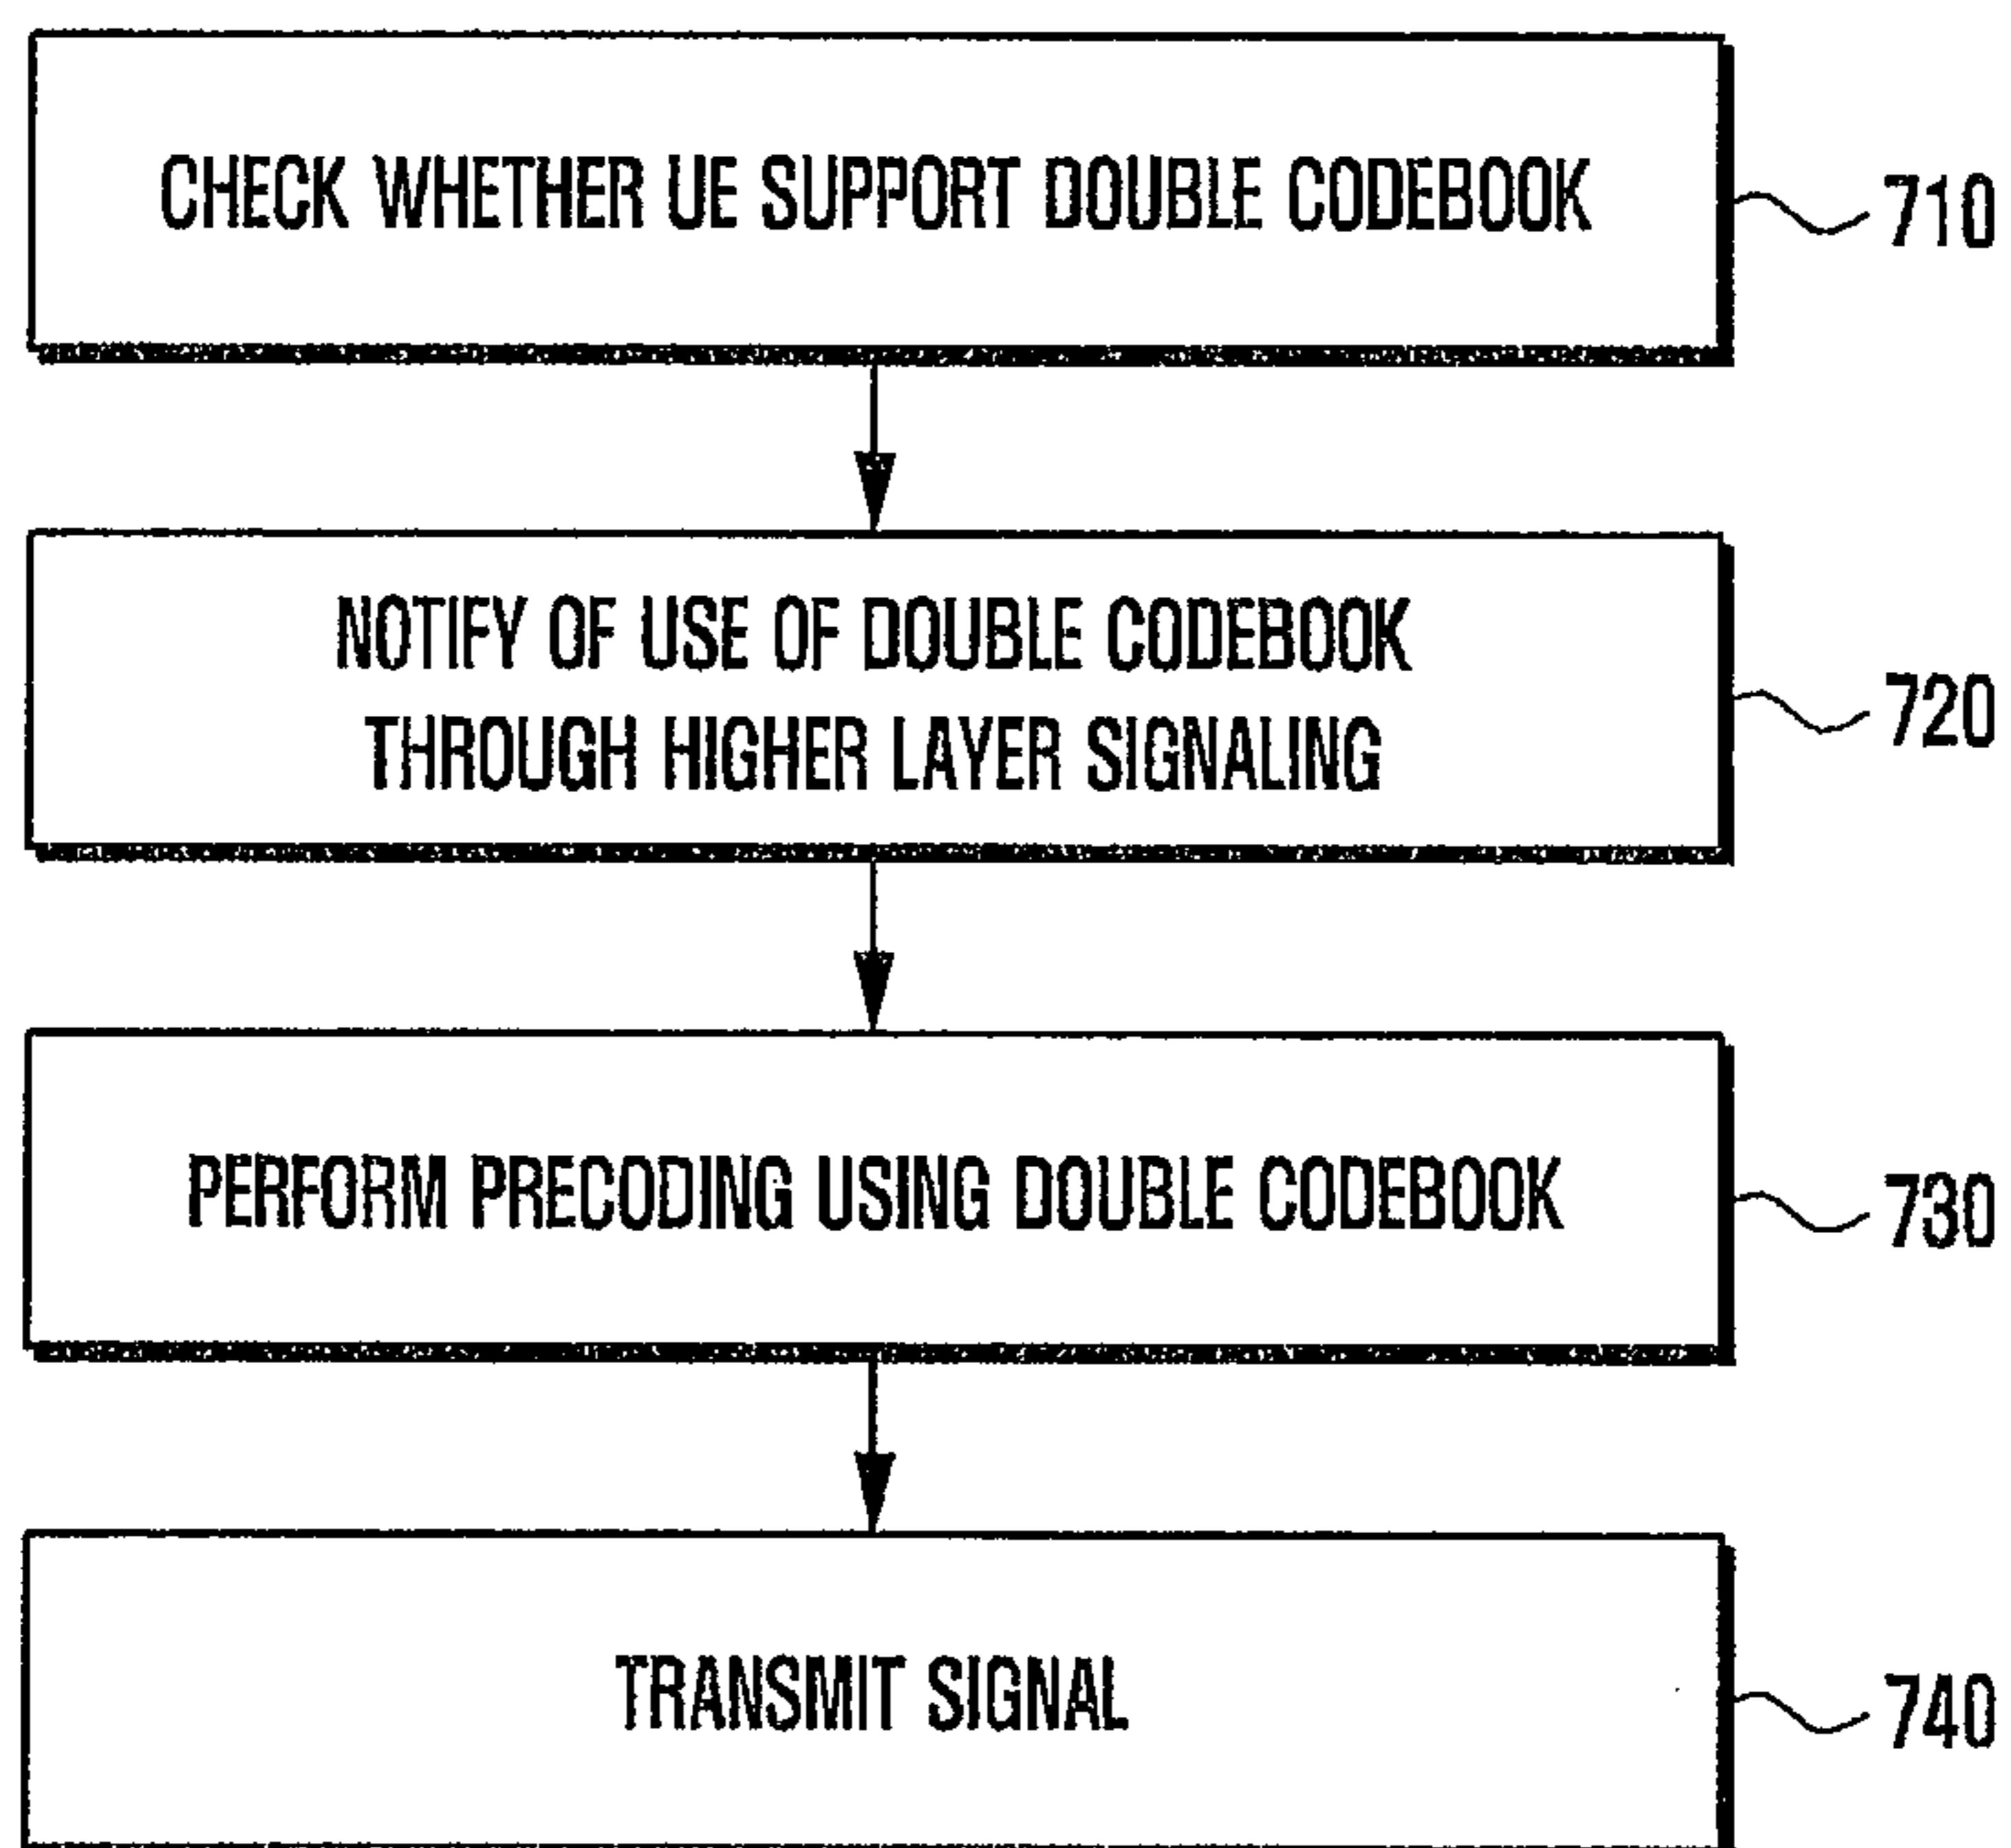 CHECK WHETHER UE SUPPORT DOUBLE CODEBOOK
710
NOTIFY OF USE OF DOUBLE CODEBOOK
THROUGH HIGHER LAYER SIGNALING
720
PERFORM PRECODING USING DOUBLE CODEBOOK
730
TRANSMIT SIGNAL
740